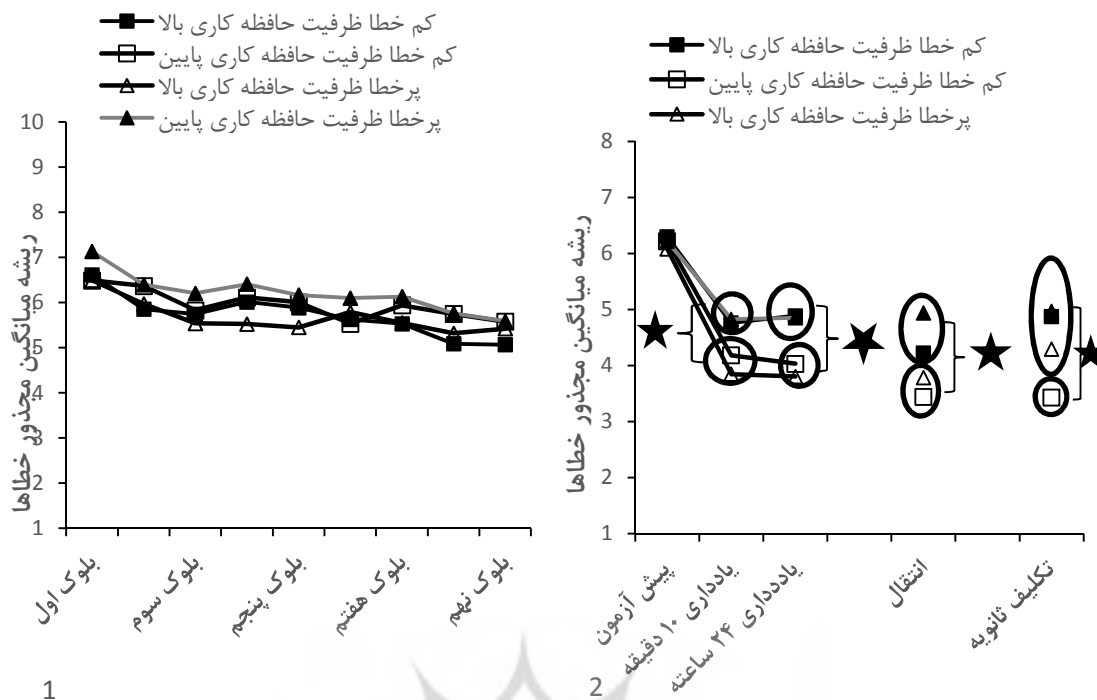 کم خطا ظرفیت حافظه کاری بالا
کم خطا ظرفیت حافظه کاری پایین
پرخطا ظرفیت حافظه کاری بالا
پرخطا ظرفیت حافظه کاری پایین
ریشه میانگین مجذور خطاها
10
9
8
7
6
5
4
3
2
1
بلوک اول
بلوک سوم
بلوک پنجم
بلوک هفتم
بلوک نهم
1
کم خطا ظرفیت حافظه کاری بالا
کم خطا ظرفیت حافظه کاری پایین
پرخطا ظرفیت حافظه کاری بالا
ریشه میانگین مجذور خطاها
8
7
6
5
4
3
2
1
پیش آزمون
یادداری ۱۰ دقیقه
یادداری ۲۴ ساعته
انتقال
تکلیف ثانویه
2